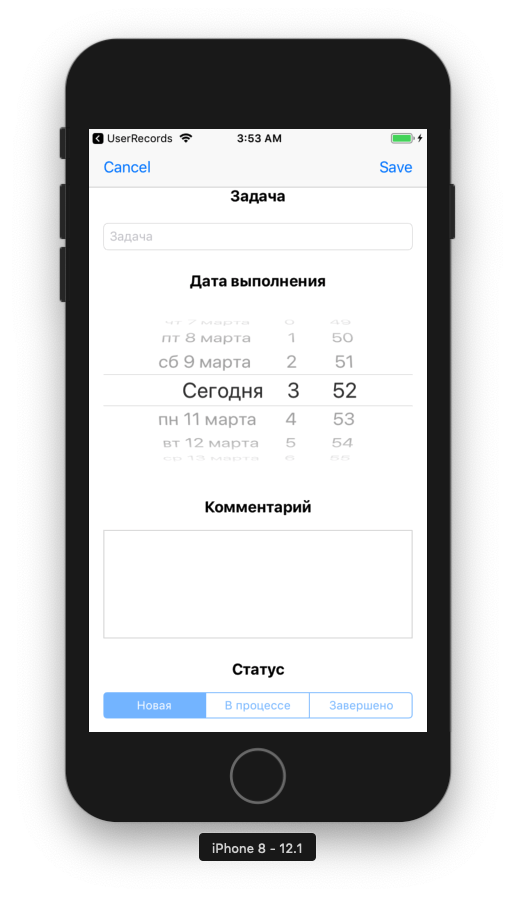 UserRecords 3:53 AM
Cancel Save
Задача
Задача
Дата выполнения
чт 7 марта 0 49
пт 8 марта 1 50
сб 9 марта 2 51
Сегодня 3 52
пн 11 марта 4 53
вт 12 марта 5 54
ср 13 марта 6 55
Комментарий
Статус
Новая В процессе Завершено
iPhone 8 - 12.1